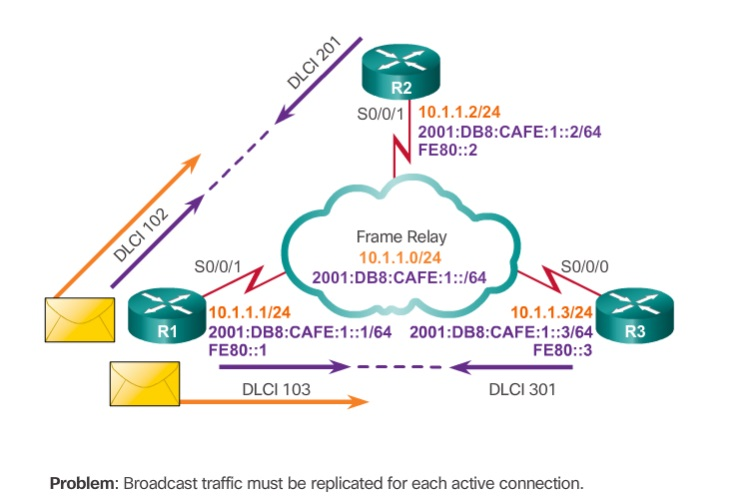 DLCI 201
R2
S0/0/1
10.1.1.2/24
2001:DB8:CAFE:1::2/64
FE80::2
DLCI 102
Frame Relay
10.1.1.0/24
2001:DB8:CAFE:1::/64
S0/0/1
S0/0/0
R1
10.1.1.1/24
2001:DB8:CAFE:1::1/64
FE80::1
10.1.1.3/24
2001:DB8:CAFE:1::3/64
FE80::3
R3
DLCI 103
DLCI 301
Problem: Broadcast traffic must be replicated for each active connection.